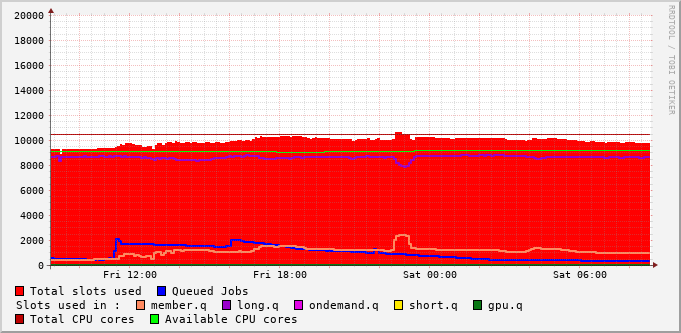 RRDTOOL / TOBI OETIKER
20000
18000
16000
14000
12000
10000
8000
6000
4000
2000
0
Fri 12:00 Fri 18:00 Sat 00:00 Sat 06:00
Total slots used Queued Jobs
Slots used in : member.q long.q ondemand.q short.q gpu.q
Total CPU cores Available CPU cores